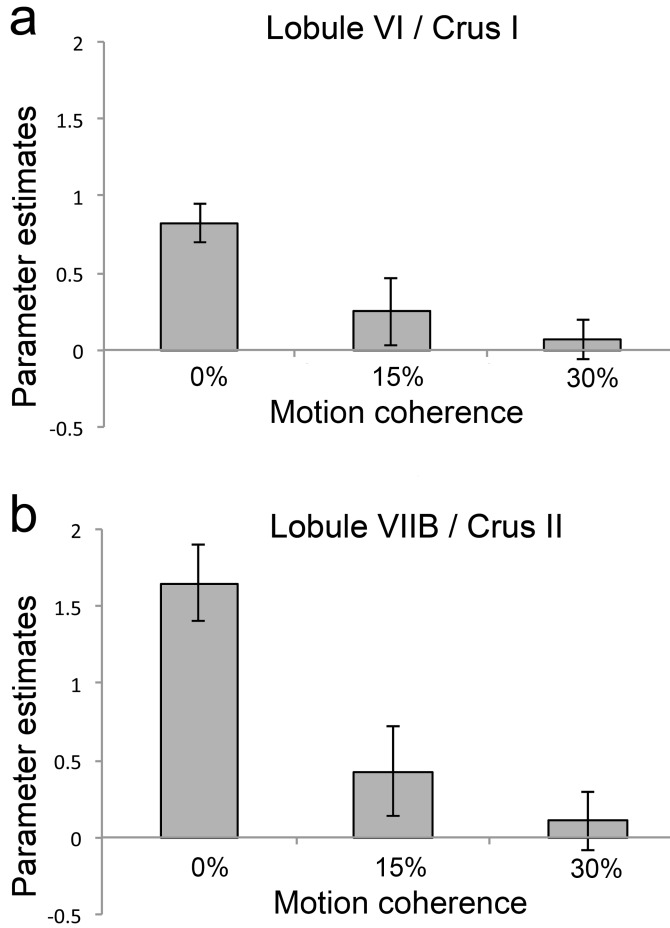 a
Lobule VI / Crus I
Parameter estimates
2
1.5
1
0.5
0
-0.5
0%
15%
30%
Motion coherence
b
Lobule VIIB / Crus II
Parameter estimates
2
1.5
1
0.5
0
-0.5
0%
15%
30%
Motion coherence